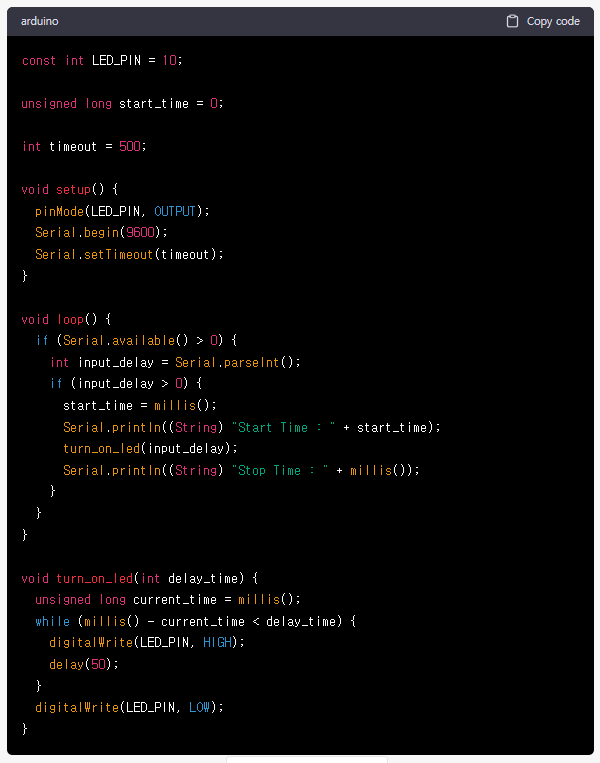 arduino
Copy code
const int LED_PIN = 10;
unsigned long start_time = 0;
int timeout = 500;
void setup() {
  pinMode(LED_PIN, OUTPUT);
  Serial.begin(9600);
  Serial.setTimeout(timeout);
}
void loop() {
  if (Serial.available() > 0) {
    int input_delay = Serial.parseInt();
    if (input_delay > 0) {
      start_time = millis();
      Serial.println((String) "Start Time : " + start_time);
      turn_on_led(input_delay);
      Serial.println((String) "Stop Time : " + millis());
    }
  }
}
void turn_on_led(int delay_time) {
  unsigned long current_time = millis();
  while (millis() - current_time < delay_time) {
    digitalWrite(LED_PIN, HIGH);
    delay(50);
  }
  digitalWrite(LED_PIN, LOW);
}